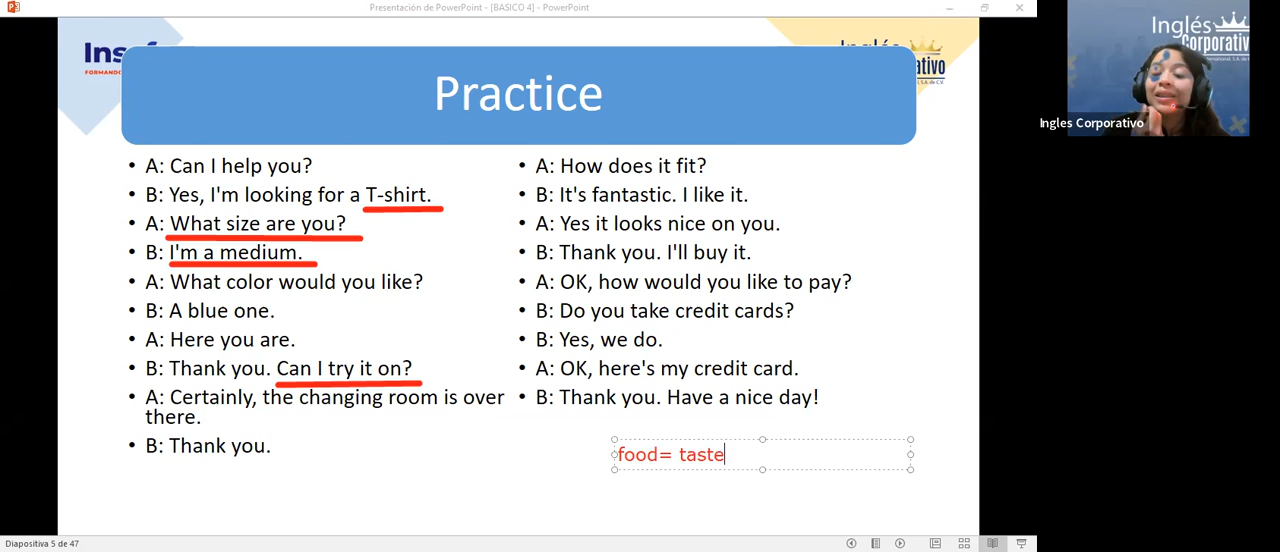 Presentación de PowerPoint - [BASICO 4] - PowerPoint
Inglés
Corporativo
Ingles Corporativo
Practice
• A: Can I help you?
• B: Yes, I'm looking for a T-shirt.
• A: What size are you?
• B: I'm a medium.
• A: What color would you like?
• B: A blue one.
• A: Here you are.
• B: Thank you. Can I try it on?
• A: Certainly, the changing room is over
there.
• B: Thank you.
• A: How does it fit?
• B: It's fantastic. I like it.
• A: Yes it looks nice on you.
• B: Thank you. I'll buy it.
• A: OK, how would you like to pay?
• B: Do you take credit cards?
• B: Yes, we do.
• A: OK, here's my credit card.
• B: Thank you. Have a nice day!
food= taste
Diapositiva 5 de 47